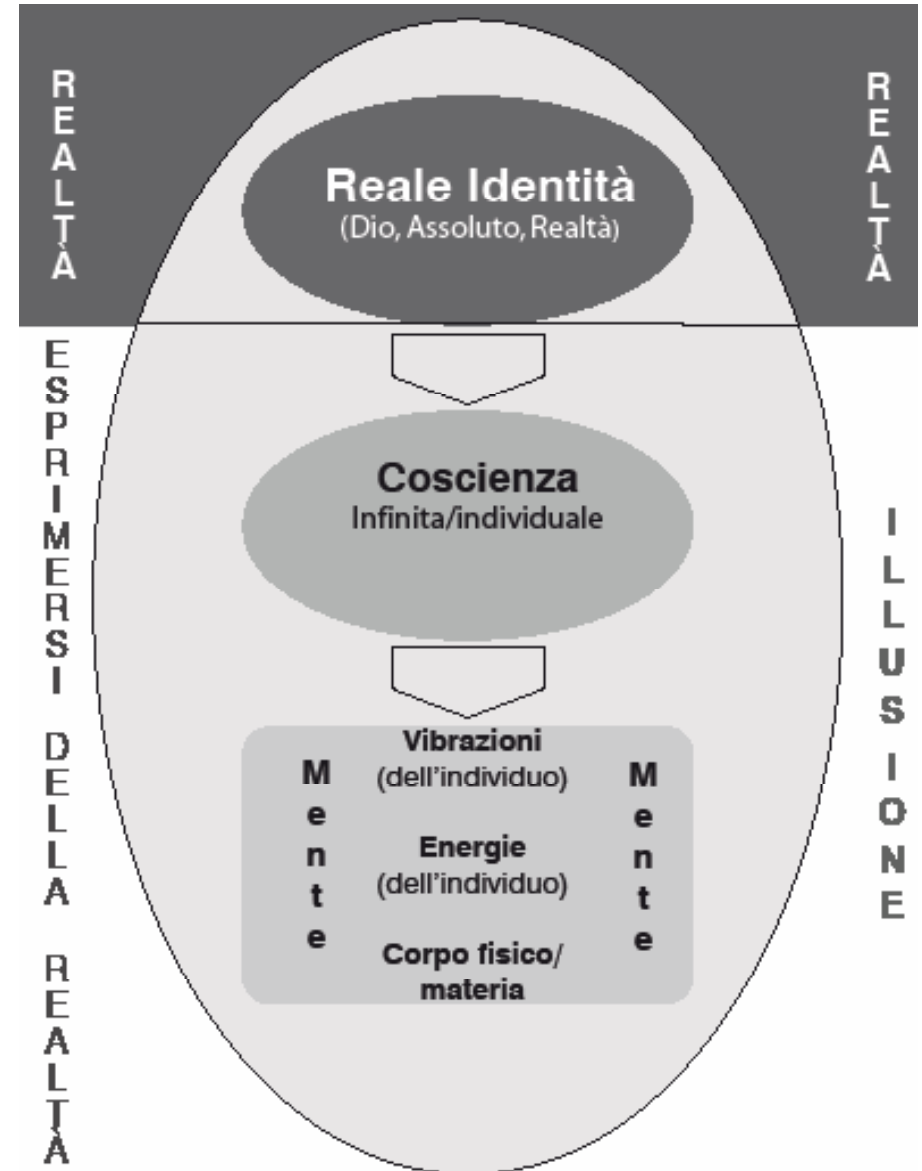 REALTÀ
REALTÀ
Reale Identità
(Dio, Assoluto, Realtà)
ESPRIMERSI DELLA REALTÀ
ILLUSIONE
Coscienza
Infinita/individuale
Mente
Mente
Vibrazioni
(dell'individuo)
Energie
(dell'individuo)
Corpo fisico/
materia